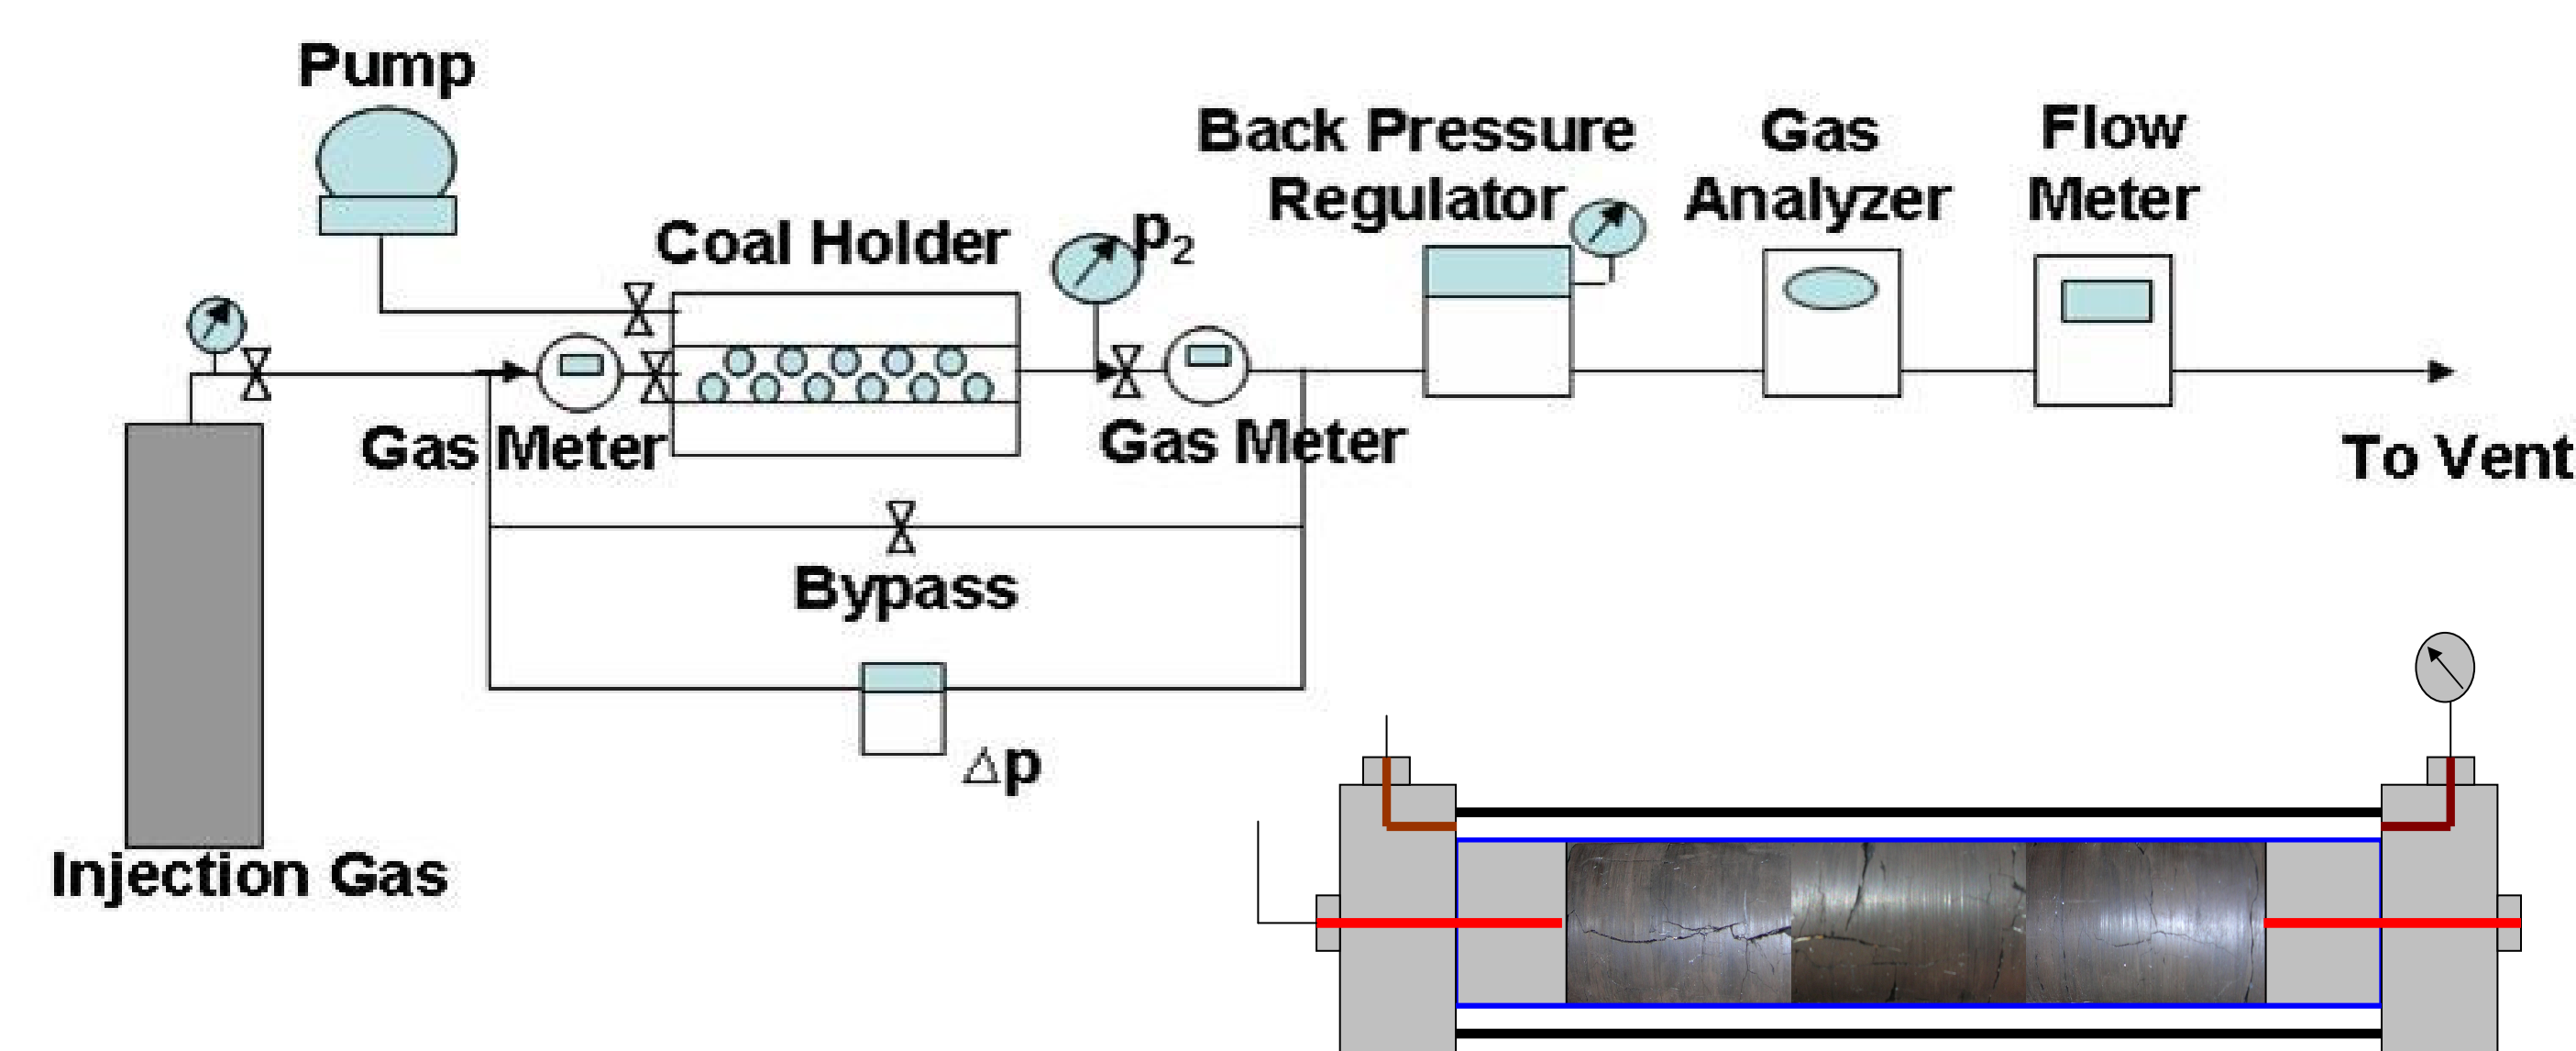 Pump
Back Pressure
Regulator
Gas
Analyzer
Flow
Meter
Coal Holder
p₂
Gas Meter
Gas Meter
To Vent
Bypass
Δp
Injection Gas